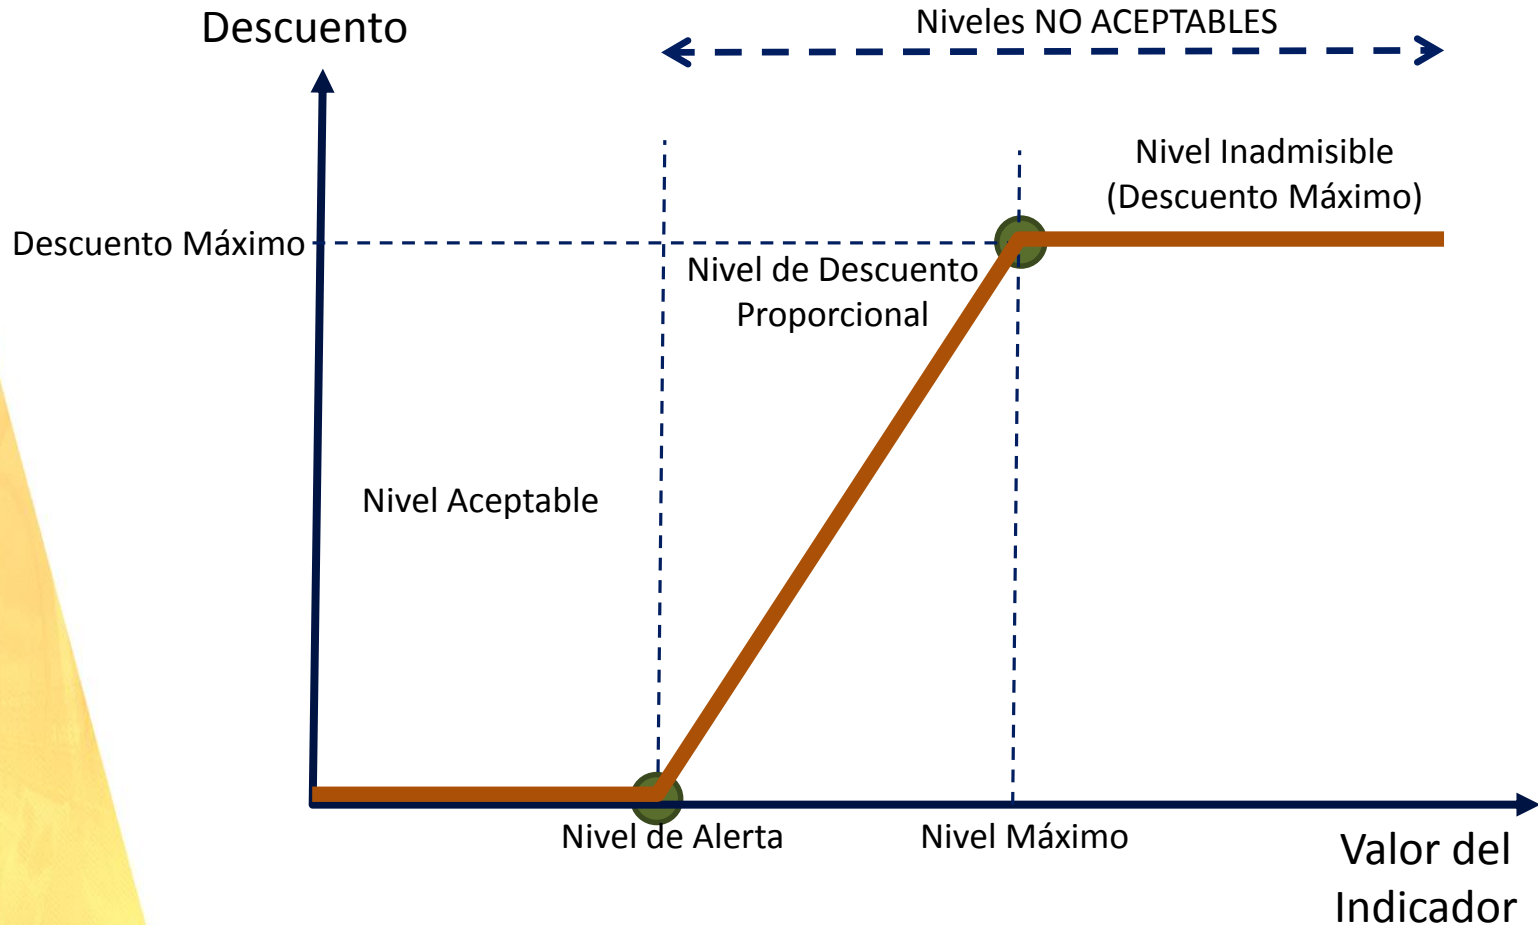 Descuento
Niveles NO ACEPTABLES
Nivel Inadmisible
(Descuento Máximo)
Descuento Máximo
Nivel de Descuento
Proporcional
Nivel Aceptable
Nivel de Alerta
Nivel Máximo
Valor del
Indicador